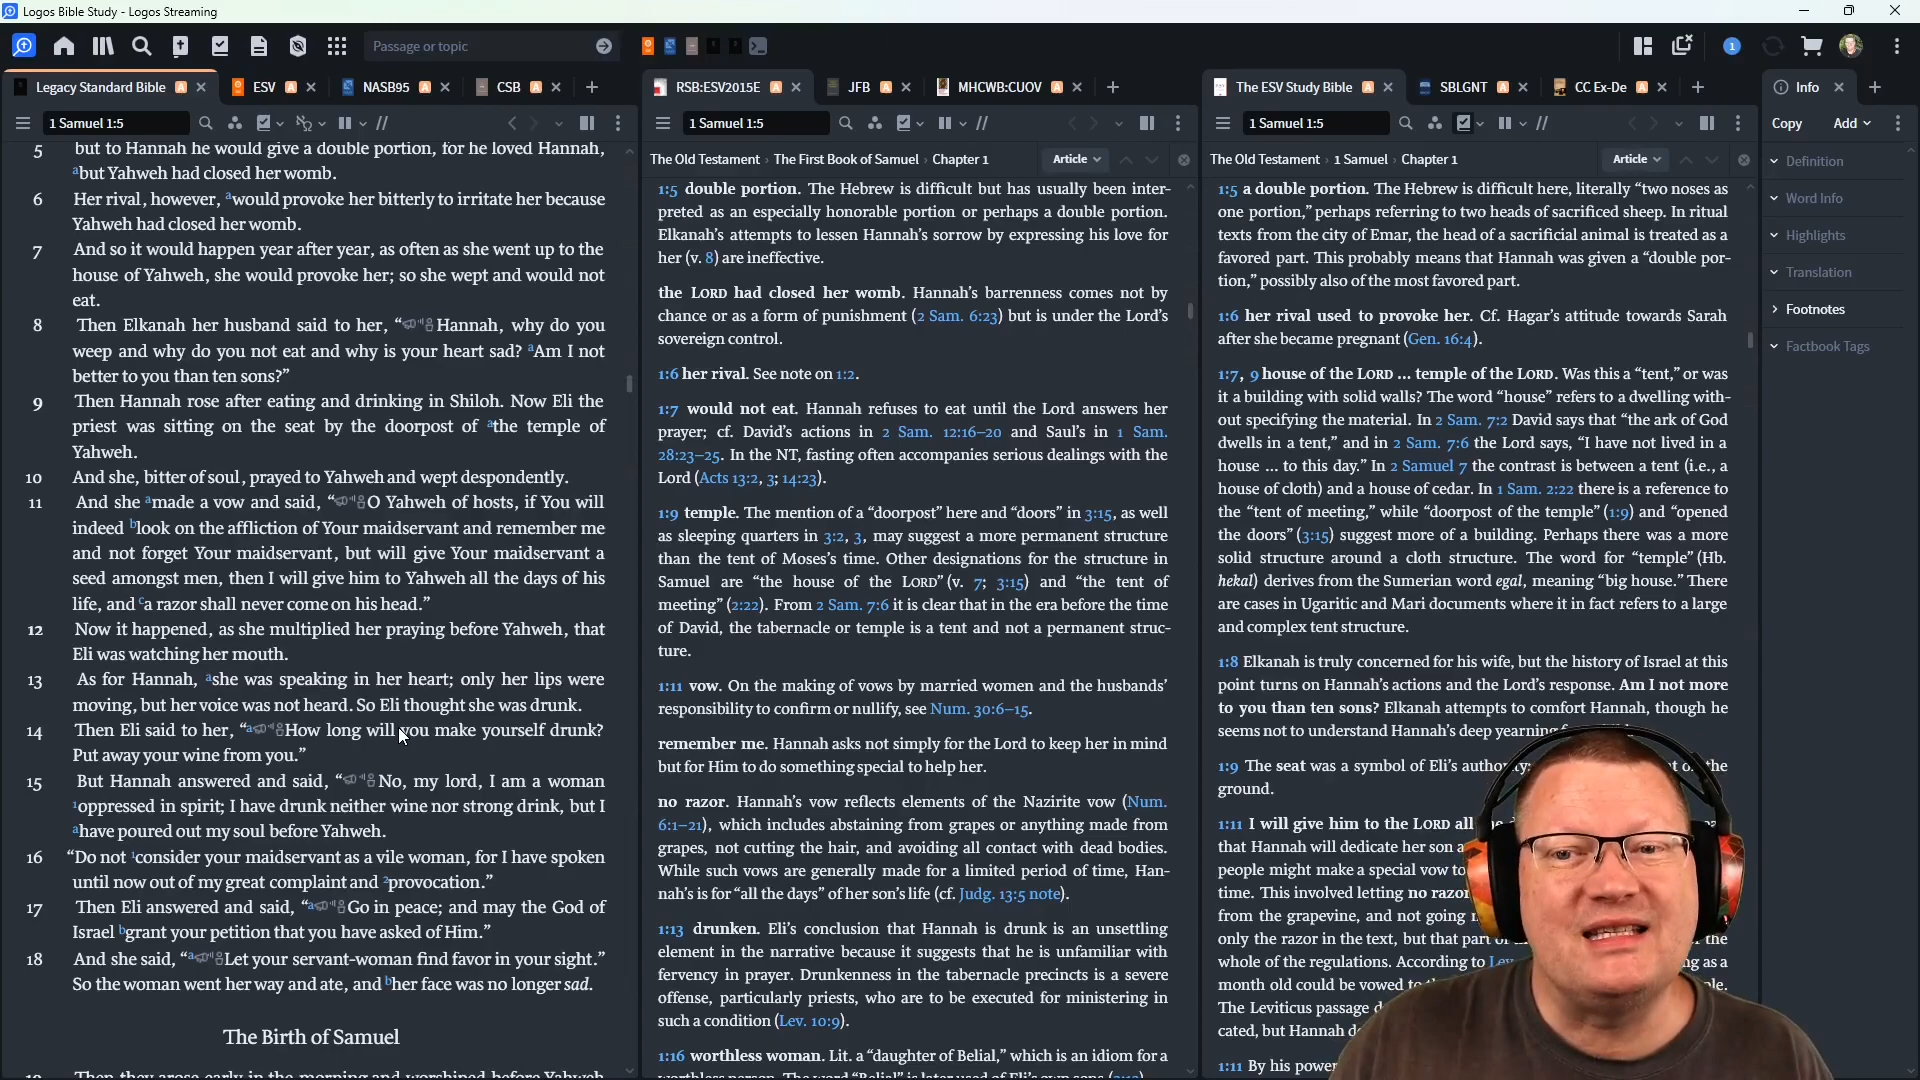 Logos Bible Study - Logos Streaming
Passage or topic
1
Legacy Standard Bible A
ESV A
NASB95 A
CSB A
RSB:ESV2015E A
JFB A
MHCWB:CUOV A
The ESV Study Bible A
SBLGNT A
CC Ex-De A
Info
1 Samuel 1:5
1 Samuel 1:5
1 Samuel 1:5
Copy Add
5 but to Hannah he would give a double portion, for he loved Hannah,
ᵃbut Yahweh had closed her womb.
6 Her rival, however, ᵃwould provoke her bitterly to irritate her because
Yahweh had closed her womb.
7 And so it would happen year after year, as often as she went up to the
house of Yahweh, she would provoke her; so she wept and would not
eat.
8 Then Elkanah her husband said to her, “Hannah, why do you
weep and why do you not eat and why is your heart sad? ᵃAm I not
better to you than ten sons?”
9 Then Hannah rose after eating and drinking in Shiloh. Now Eli the
priest was sitting on the seat by the doorpost of ᵃthe temple of
Yahweh.
10 And she, bitter of soul, prayed to Yahweh and wept despondently.
11 And she ᵃmade a vow and said, “O Yahweh of hosts, if You will
indeed ᵇlook on the affliction of Your maidservant and remember me
and not forget Your maidservant, but will give Your maidservant a
seed amongst men, then I will give him to Yahweh all the days of his
life, and ᶜa razor shall never come on his head.”
12 Now it happened, as she multiplied her praying before Yahweh, that
Eli was watching her mouth.
13 As for Hannah, ᵃshe was speaking in her heart; only her lips were
moving, but her voice was not heard. So Eli thought she was drunk.
14 Then Eli said to her, “ᵃHow long will you make yourself drunk?
Put away your wine from you.”
15 But Hannah answered and said, “No, my lord, I am a woman
¹oppressed in spirit; I have drunk neither wine nor strong drink, but I
ᵃhave poured out my soul before Yahweh.
16 “Do not ¹consider your maidservant as a vile woman, for I have spoken
until now out of my great complaint and ²provocation.”
17 Then Eli answered and said, “ᵃGo in peace; and may the God of
Israel ᵇgrant your petition that you have asked of Him.”
18 And she said, “ᵃLet your servant-woman find favor in your sight.”
So the woman went her way and ate, and ᵇher face was no longer sad.
The Birth of Samuel
19 Then they arose early in the morning and worshiped before Yahweh
The Old Testament › The First Book of Samuel › Chapter 1 Article
1:5 double portion. The Hebrew is difficult but has usually been inter-
preted as an especially honorable portion or perhaps a double portion.
Elkanah’s attempts to lessen Hannah’s sorrow by expressing his love for
her (v. 8) are ineffective.
the LORD had closed her womb. Hannah’s barrenness comes not by
chance or as a form of punishment (2 Sam. 6:23) but is under the Lord’s
sovereign control.
1:6 her rival. See note on 1:2.
1:7 would not eat. Hannah refuses to eat until the Lord answers her
prayer; cf. David’s actions in 2 Sam. 12:16–20 and Saul’s in 1 Sam.
28:23–25. In the NT, fasting often accompanies serious dealings with the
Lord (Acts 13:2, 3; 14:23).
1:9 temple. The mention of a “doorpost” here and “doors” in 3:15, as well
as sleeping quarters in 3:2, 3, may suggest a more permanent structure
than the tent of Moses’s time. Other designations for the structure in
Samuel are “the house of the LORD” (v. 7; 3:15) and “the tent of
meeting” (2:22). From 2 Sam. 7:6 it is clear that in the era before the time
of David, the tabernacle or temple is a tent and not a permanent struc-
ture.
1:11 vow. On the making of vows by married women and the husbands’
responsibility to confirm or nullify, see Num. 30:6–15.
remember me. Hannah asks not simply for the Lord to keep her in mind
but for Him to do something special to help her.
no razor. Hannah’s vow reflects elements of the Nazirite vow (Num.
6:1–21), which includes abstaining from grapes or anything made from
grapes, not cutting the hair, and avoiding all contact with dead bodies.
While such vows are generally made for a limited period of time, Han-
nah’s is for “all the days” of her son’s life (cf. Judg. 13:5 note).
1:13 drunken. Eli’s conclusion that Hannah is drunk is an unsettling
element in the narrative because it suggests that he is unfamiliar with
fervency in prayer. Drunkenness in the tabernacle precincts is a severe
offense, particularly priests, who are to be executed for ministering in
such a condition (Lev. 10:9).
1:16 worthless woman. Lit. a “daughter of Belial,” which is an idiom for a
The Old Testament › 1 Samuel › Chapter 1 Article
1:5 a double portion. The Hebrew is difficult here, literally “two noses as
one portion,” perhaps referring to two heads of sacrificed sheep. In ritual
texts from the city of Emar, the head of a sacrificial animal is treated as a
favored part. This probably means that Hannah was given a “double por-
tion,” possibly also of the most favored part.
1:6 her rival used to provoke her. Cf. Hagar’s attitude towards Sarah
after she became pregnant (Gen. 16:4).
1:7, 9 house of the LORD ... temple of the LORD. Was this a “tent,” or was
it a building with solid walls? The word “house” refers to a dwelling with-
out specifying the material. In 2 Sam. 7:2 David says that “the ark of God
dwells in a tent,” and in 2 Sam. 7:6 the Lord says, “I have not lived in a
house ... to this day.” In 2 Samuel 7 the contrast is between a tent (i.e., a
house of cloth) and a house of cedar. In 1 Sam. 2:22 there is a reference to
the “tent of meeting,” while “doorpost of the temple” (1:9) and “opened
the doors” (3:15) suggest more of a building. Perhaps there was a more
solid structure around a cloth structure. The word for “temple” (Hb.
hekal) derives from the Sumerian word egal, meaning “big house.” There
are cases in Ugaritic and Mari documents where it in fact refers to a large
and complex tent structure.
1:8 Elkanah is truly concerned for his wife, but the history of Israel at this
point turns on Hannah’s actions and the Lord’s response. Am I not more
to you than ten sons? Elkanah attempts to comfort Hannah, though he
seems not to understand Hannah’s deep yearning
1:9 The seat was a symbol of Eli’s the
ground.
1:11 I will give him to the LORD all
that Hannah will dedicate her son
people might make a special vow to
time. This involved letting no razor
from the grapevine, and not going
only the razor in the text, but that part the
whole of the regulations. According to as a
month old could be vowed
The Leviticus passage
cated, but Hannah
1:11 By his power
Definition
Word Info
Highlights
Translation
Footnotes
Factbook Tags